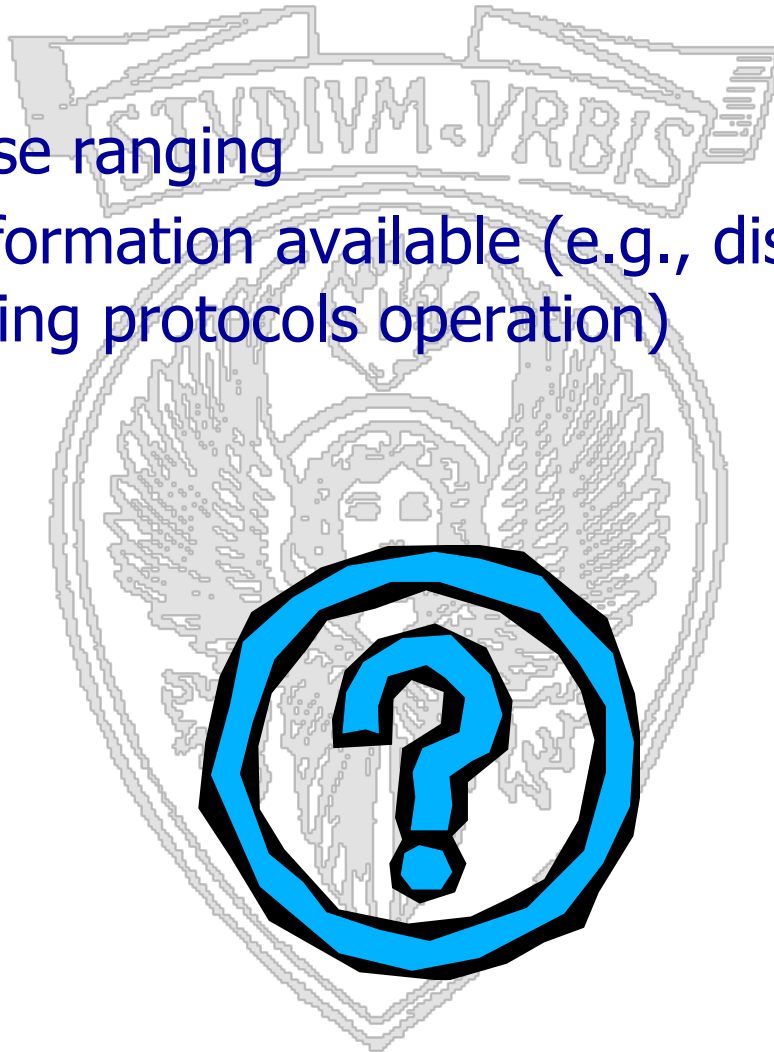 STVDIVM VRBIS
se ranging
formation available (e.g., dis
ing protocols operation)
?